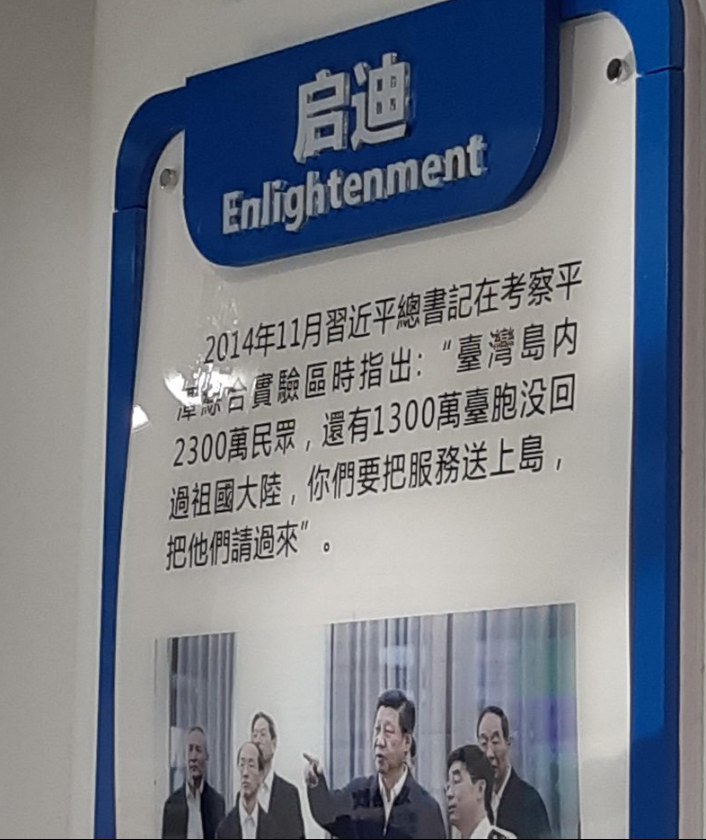 启迪
Enlightenment
2014年11月習近平總書記在考察平
潭綜合實驗區時指出:“臺灣島内
2300萬民眾，還有1300萬臺胞没回
過祖國大陸，你們要把服務送上島，
把他們請過來”。